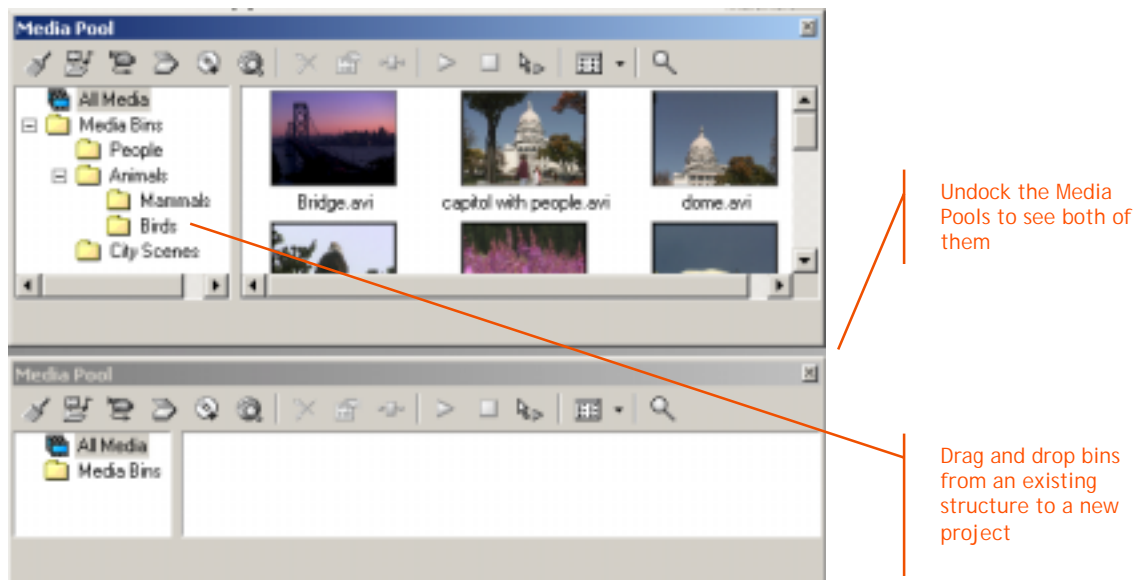 Media Pool
All Media
Media Bins
People
Animals
Mammals
Birds
City Scenes
Bridge.avi
capitol with people.avi
dome.avi
Undock the Media
Pools to see both of
them
Media Pool
All Media
Media Bins
Drag and drop bins
from an existing
structure to a new
project